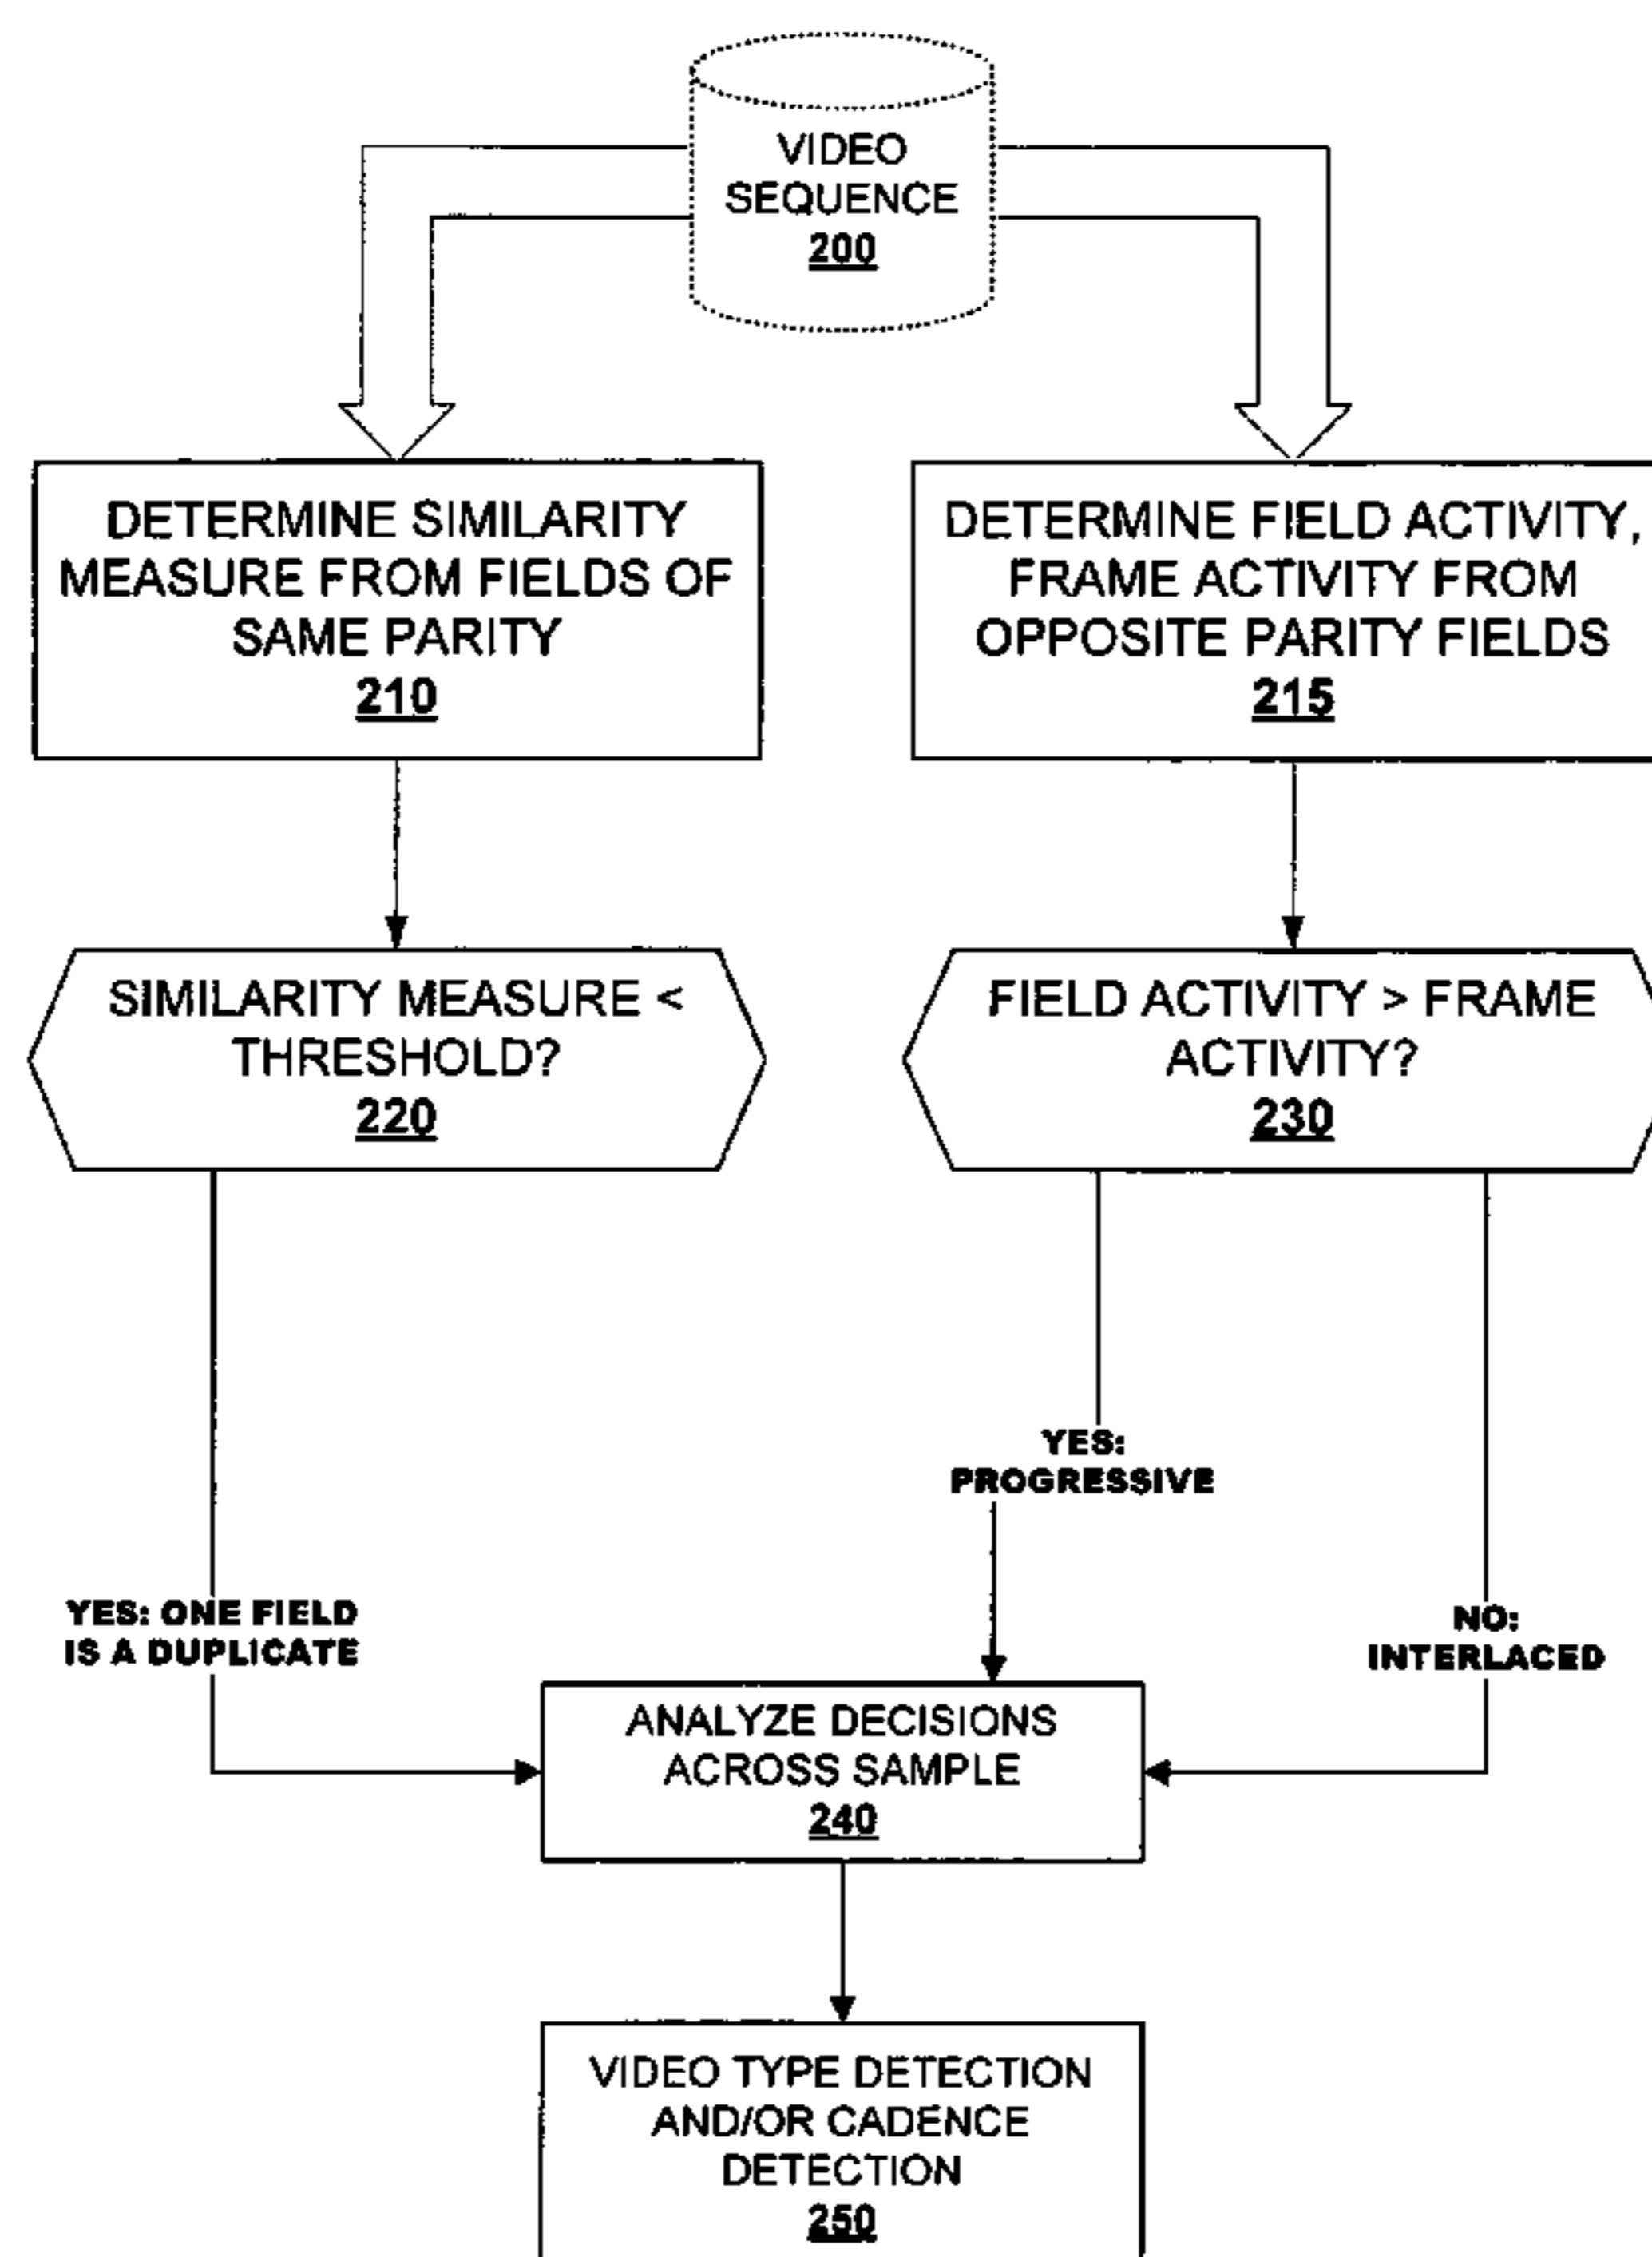 VIDEO
SEQUENCE
200
DETERMINE SIMILARITY
MEASURE FROM FIELDS OF
SAME PARITY
210
DETERMINE FIELD ACTIVITY,
FRAME ACTIVITY FROM
OPPOSITE PARITY FIELDS
215
SIMILARITY MEASURE <
THRESHOLD?
220
FIELD ACTIVITY > FRAME
ACTIVITY?
230
YES:
PROGRESSIVE
YES: ONE FIELD
IS A DUPLICATE
NO:
INTERLACED
ANALYZE DECISIONS
ACROSS SAMPLE
240
VIDEO TYPE DETECTION
AND/OR CADENCE
DETECTION
250